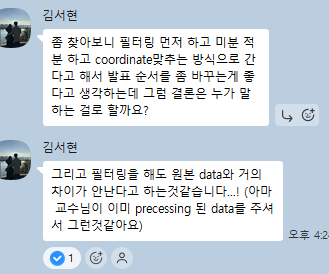 김서현
좀 찾아보니 필터링 먼저 하고 미분 적
분 하고 coordinate맞추는 방식으로 간
다고 해서 발표 순서를 좀 바꾸는게 좋
다고 생각하는데 그럼 결론은 누가 말
하는 걸로 할까요?
김서현
그리고 필터링을 해도 원본 data와 거의
차이가 안난다고 하는것같습니다...! (아마
교수님이 이미 precessing 된 data를 주셔
서 그런것같아요)
오후 4:24
1